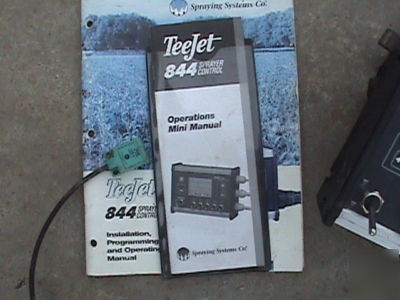 Spraying Systems Co.
TeeJet
844 SPRAYER
CONTROL
Operations
Mini Manual
Spraying Systems Co.
TeeJet
844 SPRAYER
CONTROL
Installation,
Programming
and Operating
Manual